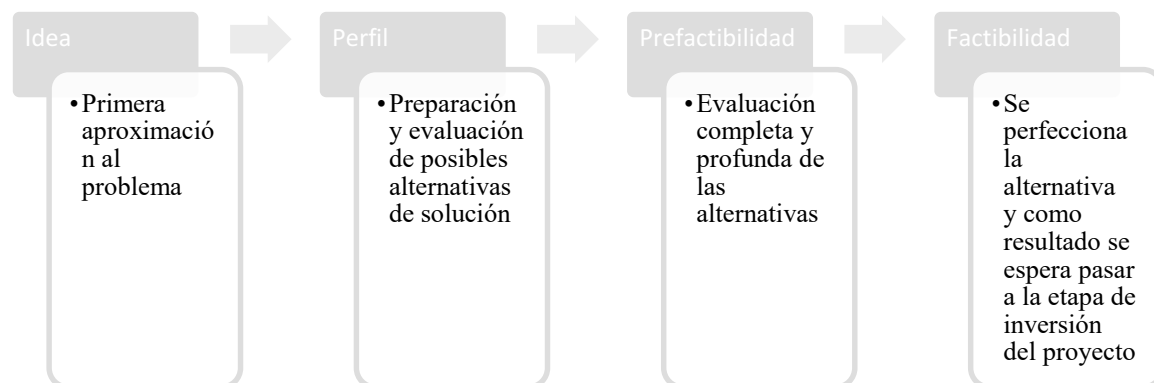 Idea
•Primera
aproximació
n al
problema
Perfil
•Preparación
y evaluación
de posibles
alternativas
de solución
Prefactibilidad
•Evaluación
completa y
profunda de
las
alternativas
Factibilidad
•Se
perfecciona
la
alternativa
y como
resultado se
espera pasar
a la etapa de
inversión
del proyecto